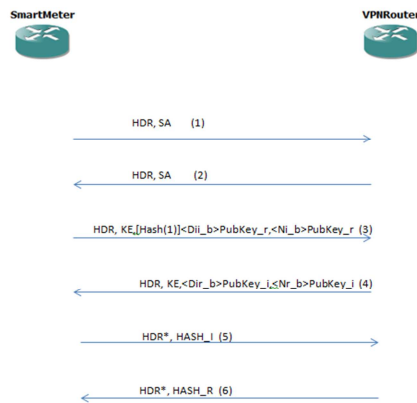 SmartMeter
VPNRouter
HDR, SA (1)
HDR, SA (2)
HDR, KE,[Hash(1)]<Dii_b>PubKey_r,<Ni_b>PubKey_r (3)
HDR, KE,<Dir_b>PubKey_i,<Nr_b>PubKey_i (4)
HDR*, HASH_I (5)
HDR*, HASH_R (6)